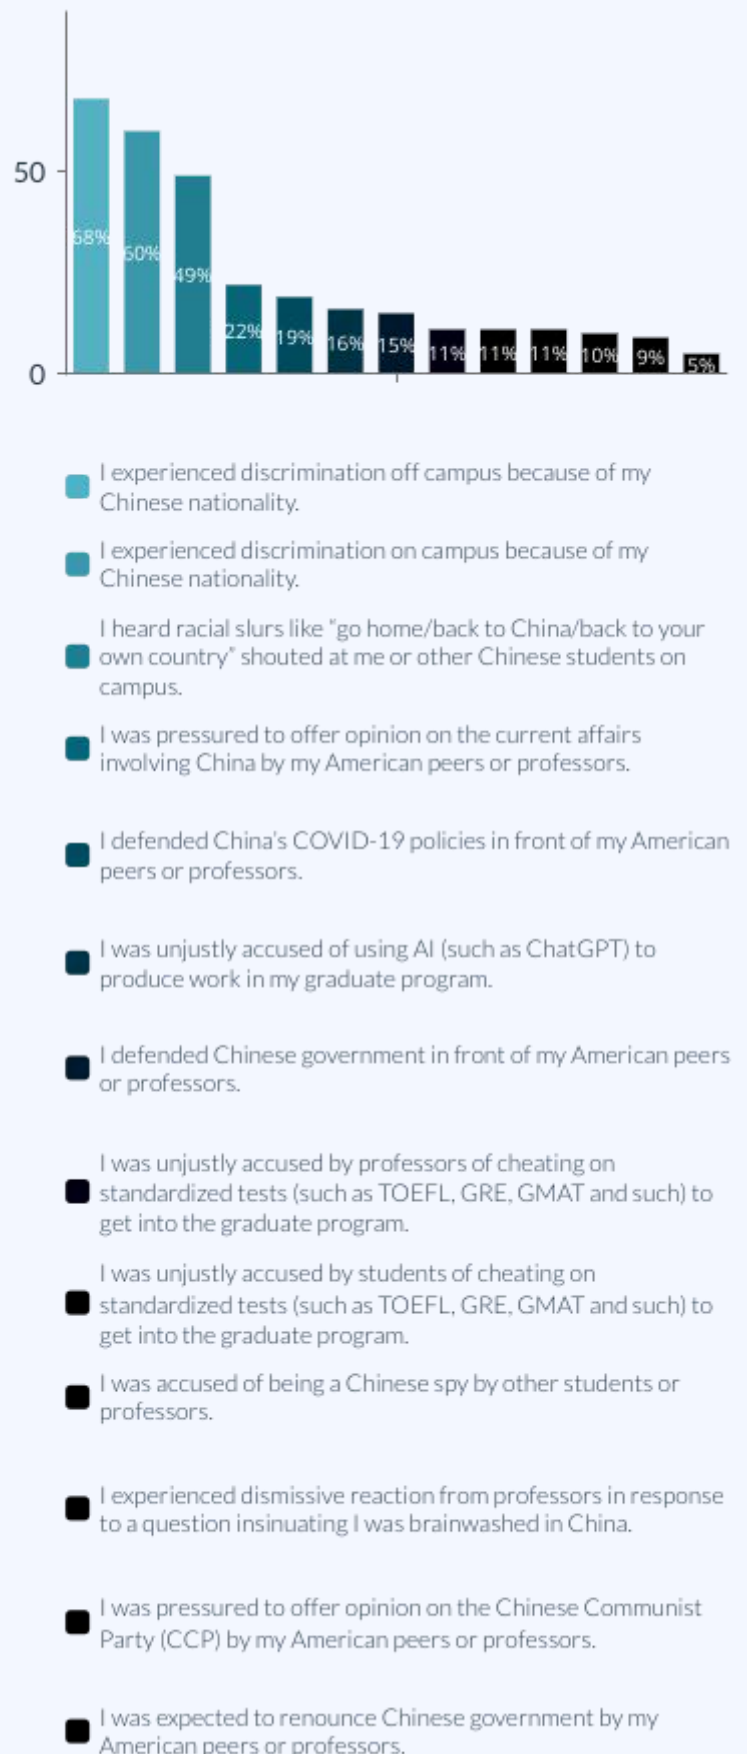 50
0
68%
60%
49%
22%
19%
16%
15%
11%
11%
11%
10%
9%
5%
I experienced discrimination off campus because of my
Chinese nationality.
I experienced discrimination on campus because of my
Chinese nationality.
I heard racial slurs like “go home/back to China/back to your
own country” shouted at me or other Chinese students on
campus.
I was pressured to offer opinion on the current affairs
involving China by my American peers or professors.
I defended China’s COVID-19 policies in front of my American
peers or professors.
I was unjustly accused of using AI (such as ChatGPT) to
produce work in my graduate program.
I defended Chinese government in front of my American peers
or professors.
I was unjustly accused by professors of cheating on
standardized tests (such as TOEFL, GRE, GMAT and such) to
get into the graduate program.
I was unjustly accused by students of cheating on
standardized tests (such as TOEFL, GRE, GMAT and such) to
get into the graduate program.
I was accused of being a Chinese spy by other students or
professors.
I experienced dismissive reaction from professors in response
to a question insinuating I was brainwashed in China.
I was pressured to offer opinion on the Chinese Communist
Party (CCP) by my American peers or professors.
I was expected to renounce Chinese government by my
American peers or professors.